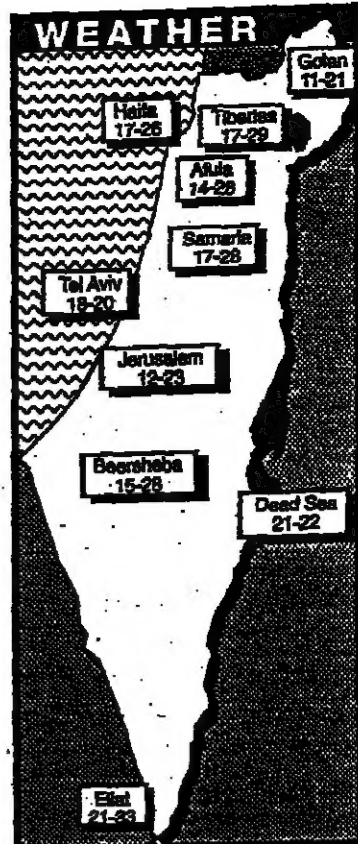 WEATHER
Golan
11-21
Haifa
17-26
Tiberias
17-29
Afula
14-28
Samaria
17-28
Tel Aviv
18-20
Jerusalem
12-23
Beersheba
15-28
Dead Sea
21-22
Eilat
21-33